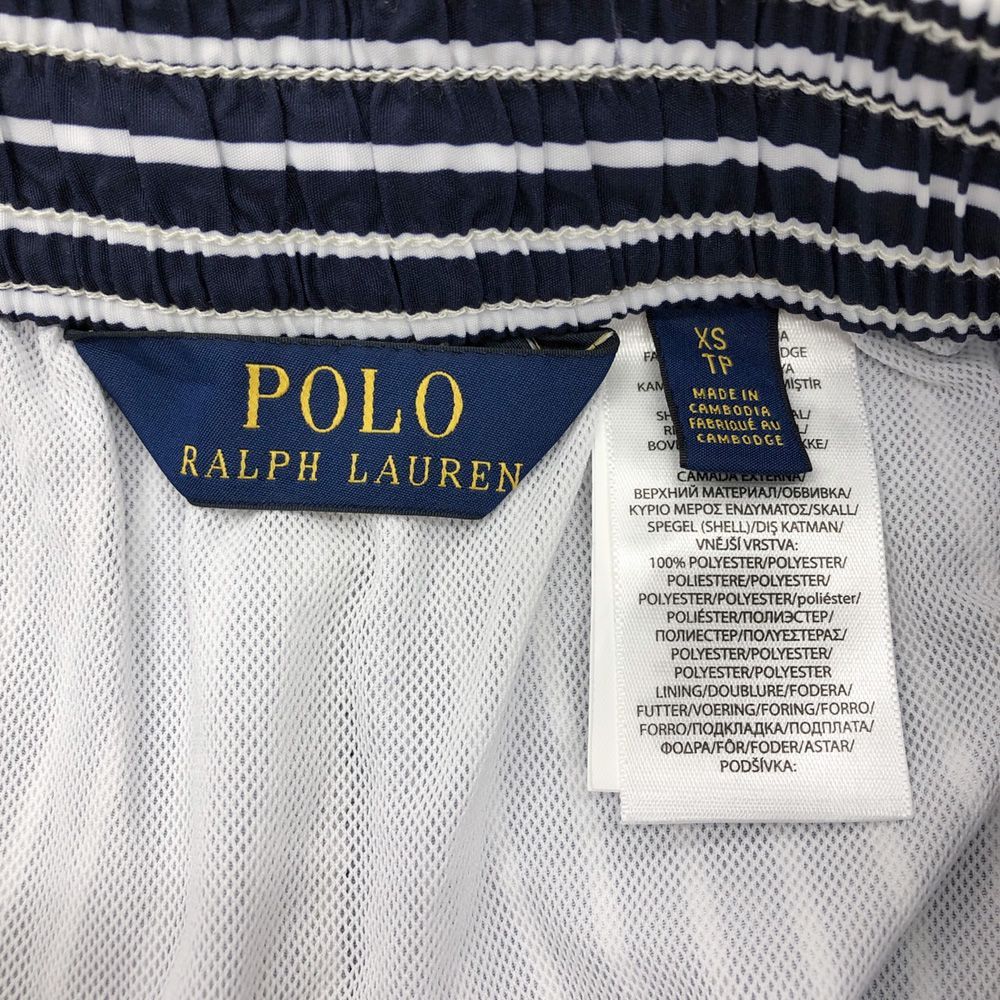 POLO
RALPH LAUREN
XS
TP
MADE IN
CAMBODIA
FABRIQUÉ AU
CAMBODGE
CAMADA EXTERNA/
ВЕРХНИЙ МАТЕРИАЛ/ОБВИВКА/
ΚΥΡΙΟ ΜΕΡΟΣ ΕΝΔΥΜΑΤΟΣ/SKALL/
SPEGEL (SHELL)/DIŞ KATMAN/
VNĚJŠÍ VRSTVA:
100% POLYESTER/POLYESTER/
POLIESTERE/POLYESTER/
POLYESTER/POLYESTER/poliéster/
POLIÉSTER/ПОЛИЭСТЕР/
ПОЛИЕСТЕР/ΠΟΛΥΕΣΤΕΡΑΣ/
POLYESTER/POLYESTER/
POLYESTER/POLYESTER
LINING/DOUBLURE/FODERA/
FUTTER/VOERING/FORING/FORRO/
FORRO/ПОДКЛАДКА/ПОДПЛАТА/
ΦΟΔΡΑ/FÔR/FODER/ASTAR/
PODŠÍVKA: